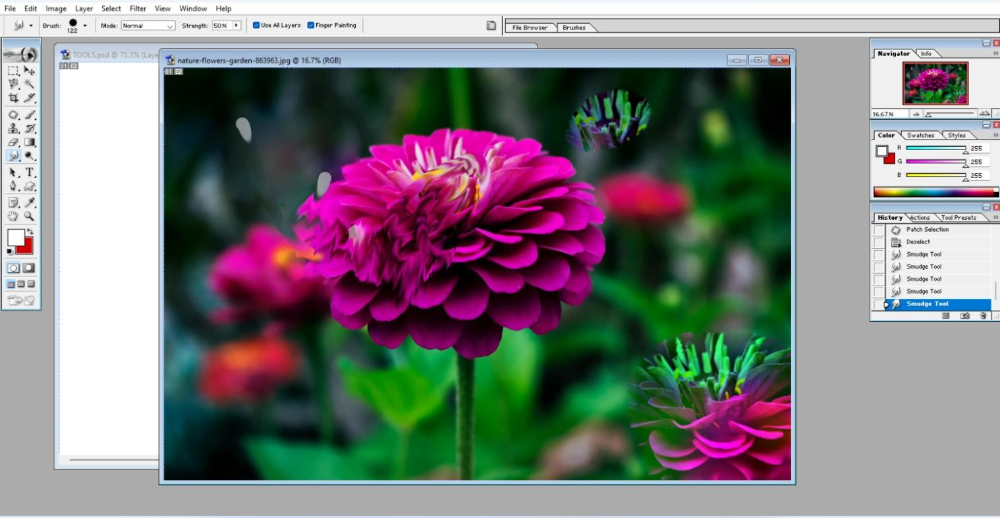 File Edit Image Layer Select Filter View Window Help
Brush: 122 Mode: Normal Strength: 50% Use All Layers Finger Painting File Browser Brushes
TOOLS.psd @ 73.3% (Laye
01
nature-flowers-garden-863963.jpg @ 16.7% (RGB)
01
T
Navigator Info
16.67%
Color Swatches Styles
R 255
G 255
B 255
History Actions Tool Presets
Patch Selection
Deselect
Smudge Tool
Smudge Tool
Smudge Tool
Smudge Tool
Smudge Tool